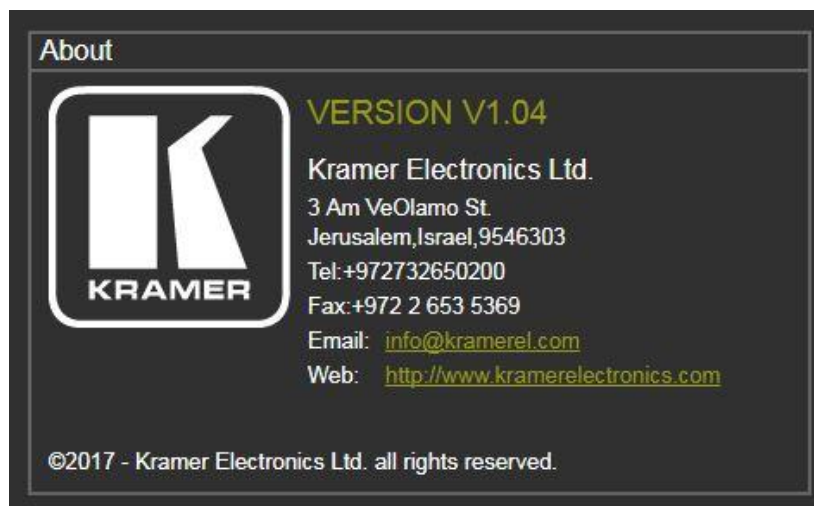 About
KRAMER
VERSION V1.04
Kramer Electronics Ltd.
3 Am VeOlamo St.
Jerusalem,Israel,9546303
Tel:+972732650200
Fax:+972 2 653 5369
Email: info@kramerel.com
Web: http://www.kramerelectronics.com
©2017 - Kramer Electronics Ltd. all rights reserved.